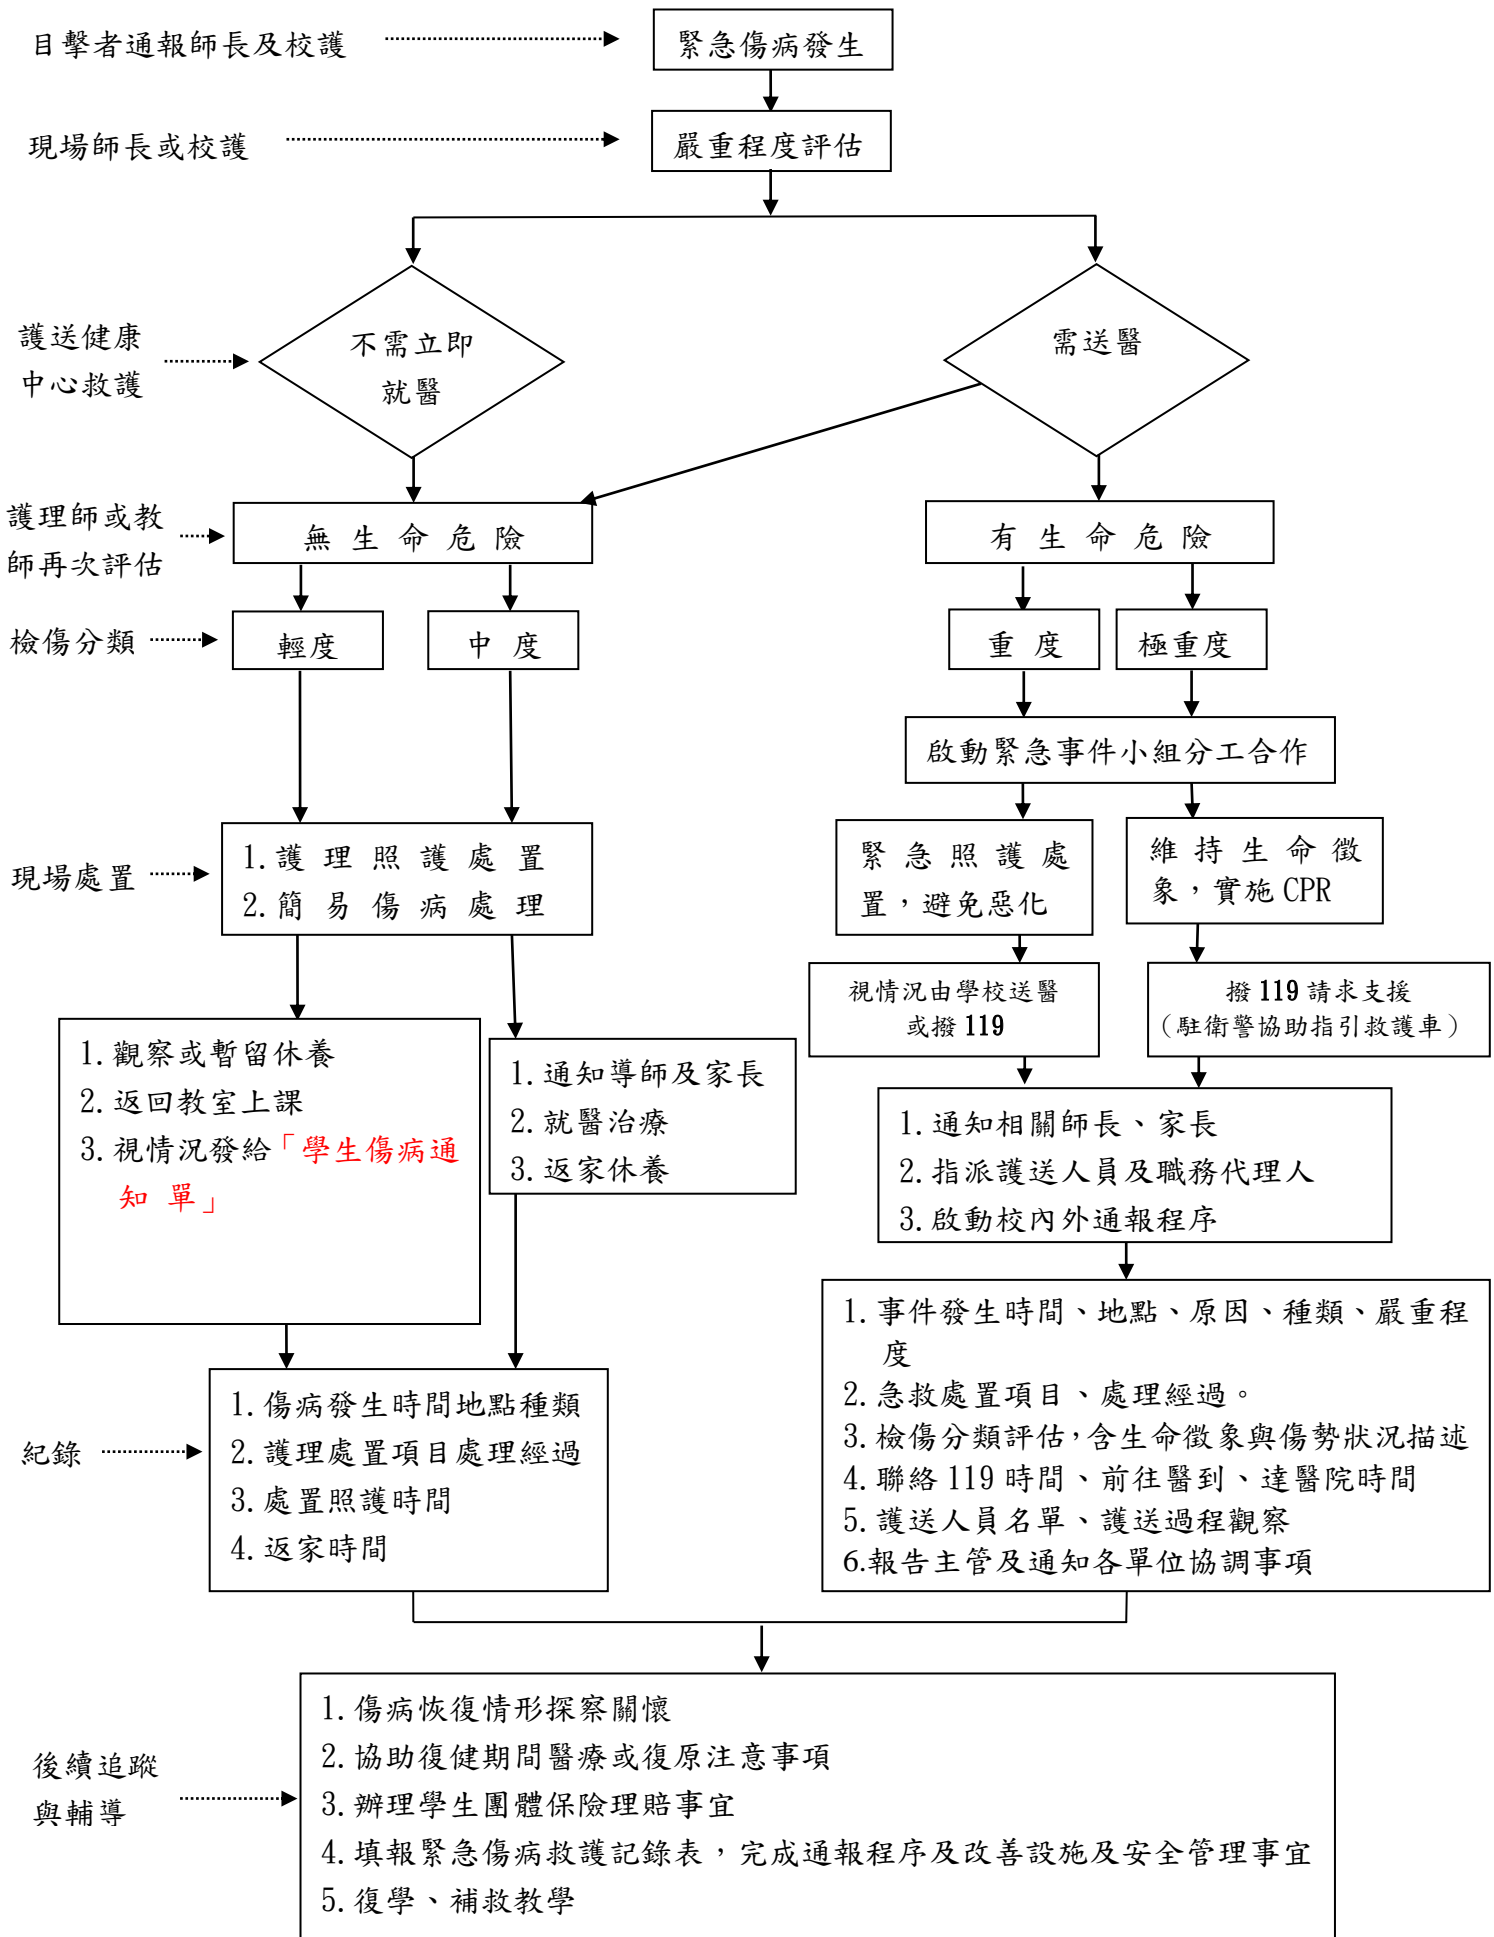 目擊者通報師長及校護
緊急傷病發生
現場師長或校護
嚴重程度評估
護送健康
中心救護
不需立即
就醫
需送醫
護理師或教
師再次評估
無生命危險
有生命危險
檢傷分類
輕度
中度
重度
極重度
啟動緊急事件小組分工合作
現場處置
1.護理照護處置
2.簡易傷病處理
緊急照護處
置,避免惡化
維持生命徵
象,實施CPR
視情況由學校送醫
或撥119
撥119請求支援
(駐衛警協助指引救護車)
1.觀察或暫留休養
2.返回教室上課
3.視情況發給「學生傷病通
知 單」
1.通知導師及家長
2.就醫治療
3.返家休養
1.通知相關師長、家長
2.指派護送人員及職務代理人
3.啟動校內外通報程序
紀錄
1.傷病發生時間地點種類
2.護理處置項目處理經過
3.處置照護時間
4.返家時間
1.事件發生時間、地點、原因、種類、嚴重程
度
2.急救處置項目、處理經過。
3.檢傷分類評估,含生命徵象與傷勢狀況描述
4.聯絡119時間、前往醫到、達醫院時間
5.護送人員名單、護送過程觀察
6.報告主管及通知各單位協調事項
後續追蹤
與輔導
1.傷病恢復情形探察關懷
2.協助復健期間醫療或復原注意事項
3.辦理學生團體保險理賠事宜
4.填報緊急傷病救護記錄表,完成通報程序及改善設施及安全管理事宜
5.復學、補救教學